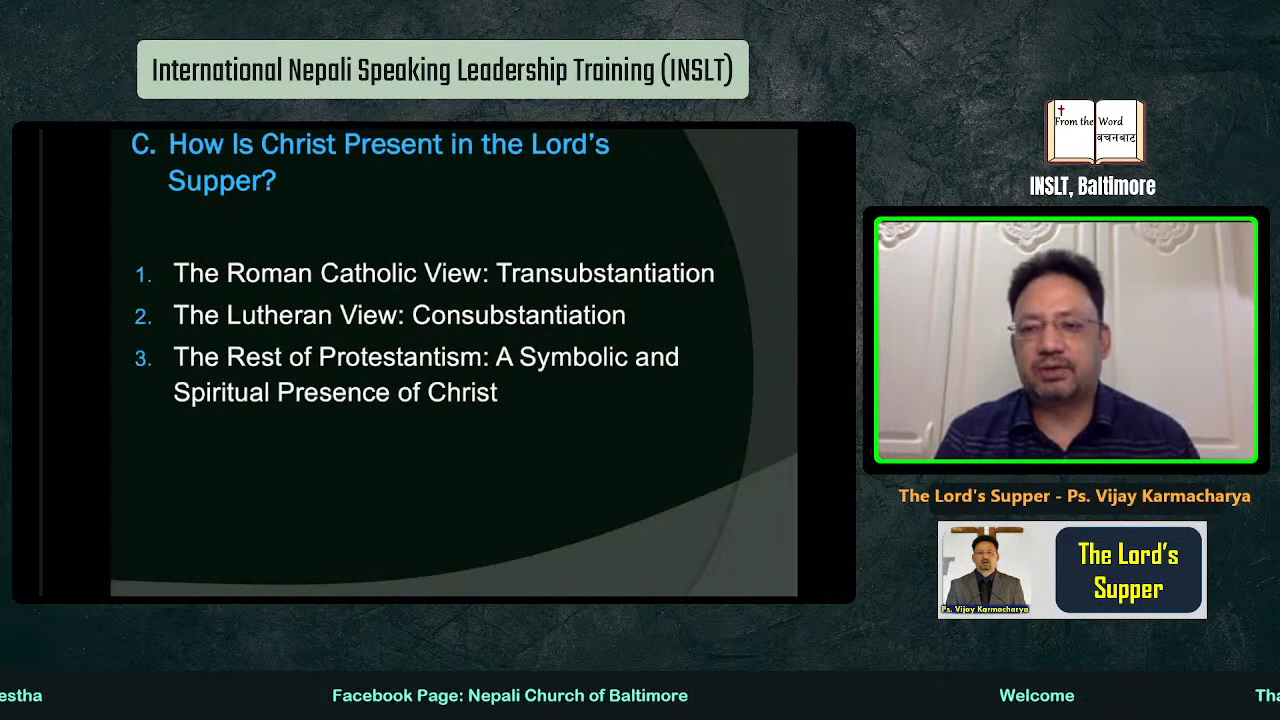 International Nepali Speaking Leadership Training (INSLT)
C. How Is Christ Present in the Lord's
Supper?
1. The Roman Catholic View: Transubstantiation
2. The Lutheran View: Consubstantiation
3. The Rest of Protestantism: A Symbolic and
Spiritual Presence of Christ
From the Word
वचनबाट
INSLT, Baltimore
The Lord's Supper - Ps. Vijay Karmacharya
The Lord's
Supper
Ps. Vijay Karmacharya
estha Facebook Page: Nepali Church of Baltimore Welcome Tha